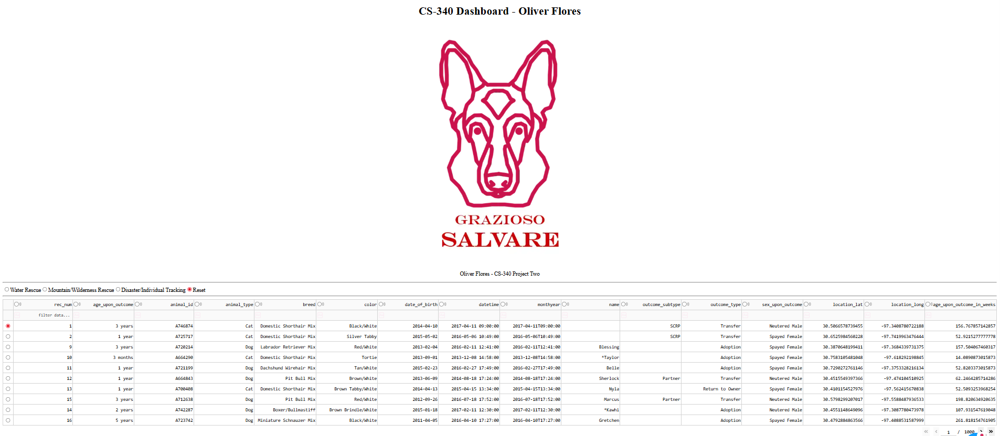 CS-340 Dashboard - Oliver Flores
GRAZIOSO
SALVARE
Oliver Flores - CS-340 Project Two
Water Rescue Mountain/Wilderness Rescue Disaster/Individual Tracking Reset
rec_num age_upon_outcome animal_id animal_type breed color date_of_birth datetime monthyear name outcome_subtype outcome_type sex_upon_outcome location_lat location_long age_upon_outcome_in_weeks
filter data...
1 3 years A746874 Cat Domestic Shorthair Mix Black/White 2014-04-10 2017-04-11 09:00:00 2017-04-11T09:00:00 SCRP Transfer Neutered Male 30.5066578739455 -97.3408780722188 156.767857142857
2 1 year A725717 Cat Domestic Shorthair Mix Silver Tabby 2015-05-02 2016-05-06 10:49:00 2016-05-06T10:49:00 SCRP Transfer Spayed Female 30.6525984560228 -97.7419963476444 52.9215277777778
9 3 years A720214 Dog Labrador Retriever Mix Red/White 2013-02-04 2016-02-11 12:41:00 2016-02-11T12:41:00 Blessing Adoption Spayed Female 30.3870648199411 -97.3684339731375 157.504067460317
10 3 months A664290 Cat Domestic Shorthair Mix Tortie 2013-09-01 2013-12-08 14:58:00 2013-12-08T14:58:00 *Taylor Adoption Spayed Female 30.7583105481048 -97.618292198845 14.0890873015873
11 1 year A721199 Dog Dachshund Wirehair Mix Tan/White 2015-02-23 2016-02-27 17:49:00 2016-02-27T17:49:00 Belle Adoption Spayed Female 30.7290272761146 -97.3753328216134 52.8203373015873
12 1 year A664843 Dog Pit Bull Mix Brown/White 2013-06-09 2014-08-18 17:24:00 2014-08-18T17:24:00 Sherlock Partner Transfer Neutered Male 30.4515549397366 -97.474104510925 62.2464285714286
13 1 year A700408 Cat Domestic Shorthair Mix Brown Tabby/White 2014-04-13 2015-04-15 13:34:00 2015-04-15T13:34:00 Nyla Return to Owner Spayed Female 30.4101154527976 -97.562415670838 52.5093253968254
15 3 years A712638 Dog Pit Bull Mix Red/White 2012-09-26 2016-07-18 17:52:00 2016-07-18T17:52:00 Marcus Partner Transfer Neutered Male 30.5798299207017 -97.5588487936533 198.820634920635
14 2 years A742287 Dog Boxer/Bullmastiff Brown Brindle/White 2015-01-18 2017-02-11 12:30:00 2017-02-11T12:30:00 *Kawhi Adoption Neutered Male 30.4551148649096 -97.3087780473978 107.931547619048
16 5 years A723742 Dog Miniature Schnauzer Mix Black/White 2011-04-05 2016-04-10 17:27:00 2016-04-10T17:27:00 Gretchen Adoption Spayed Female 30.4792884863566 -97.4088531587999 261.818154761905
1 / 1000